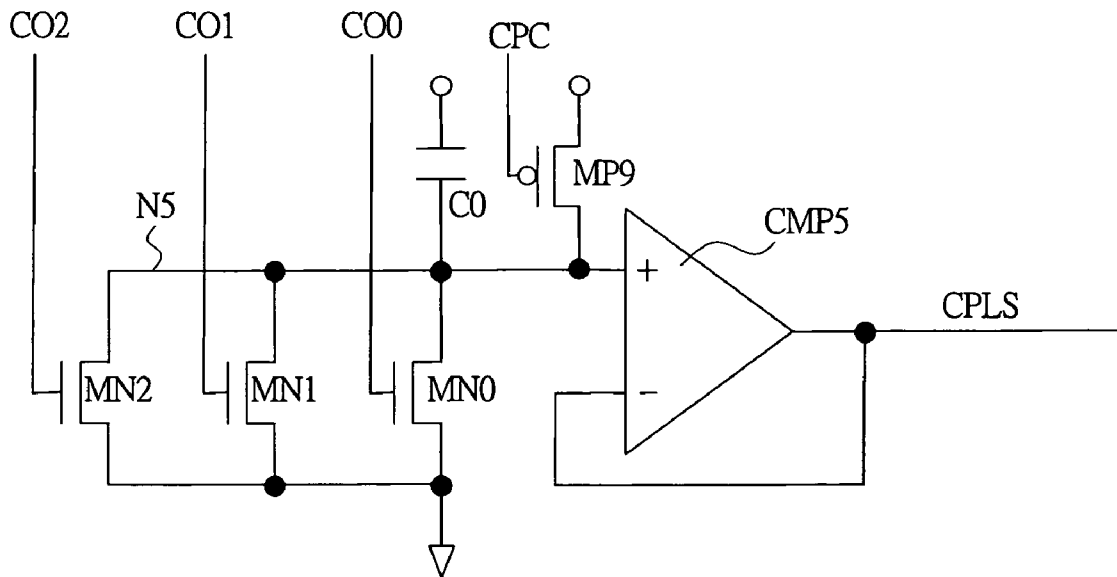 CO2 CO1 CO0 CPC
MP9
C0
N5
CMP5
+
CPLS
MN2 MN1 MN0
-